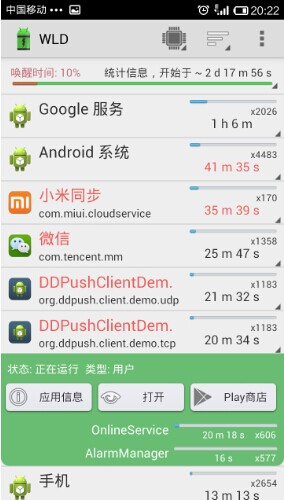 中国移动 20:22
WLD
唤醒时间: 10% 统计信息，开始于 ~ 2 d 17 m 56 s
Google 服务
x2026
1 h 6 m
Android 系统
x4483
41 m 35 s
小米同步
x170
com.miui.cloudservice
35 m 39 s
微信
x1358
com.tencent.mm
25 m 47 s
DDPushClientDem.
x1183
org.ddpush.client.demo.udp
21 m 32 s
DDPushClientDem.
x1183
org.ddpush.client.demo.tcp
20 m 34 s
状态: 正在运行 类型: 用户
应用信息 打开 Play商店
OnlineService
20 m 18 s x606
AlarmManager
16 s x577
手机
x2654
13 m 13 s